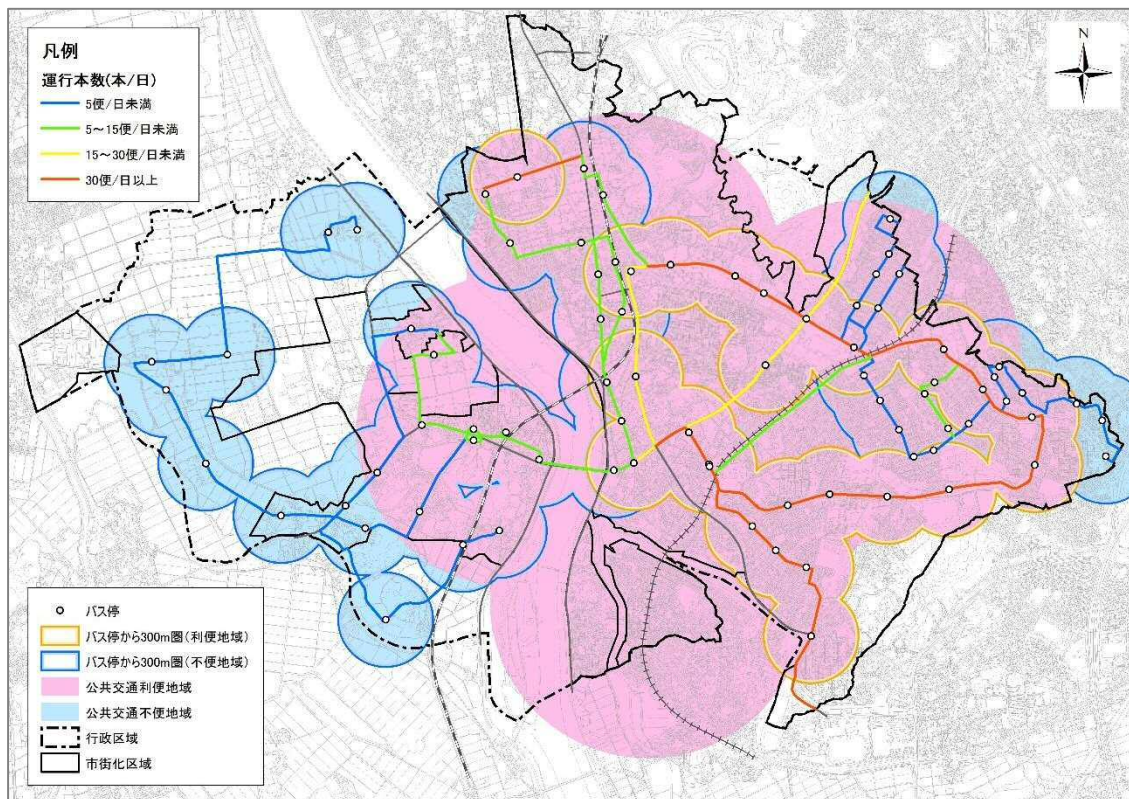 凡例
運行本数(本/日)
5便/日未満
5～15便/日未満
15～30便/日未満
30便/日以上
N
バス停
バス停から300m圏(利便地域)
バス停から300m圏(不便地域)
公共交通利便地域
公共交通不便地域
行政区域
市街化区域